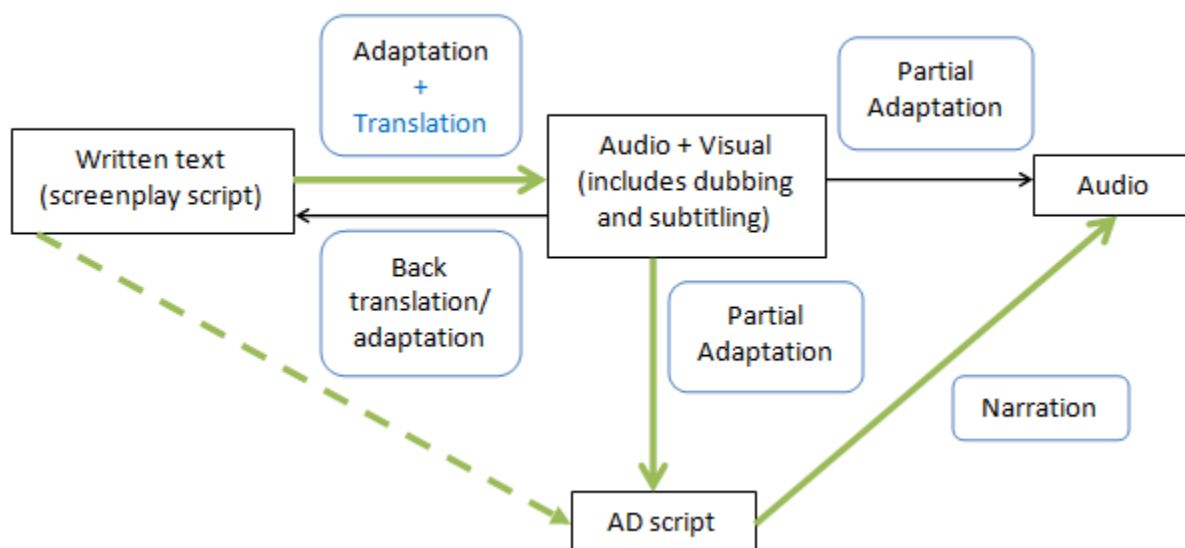 Adaptation
+
Translation
Partial
Adaptation
Written text
(screenplay script)
Audio + Visual
(includes dubbing
and subtitling)
Audio
Back
translation/
adaptation
Partial
Adaptation
Narration
AD script